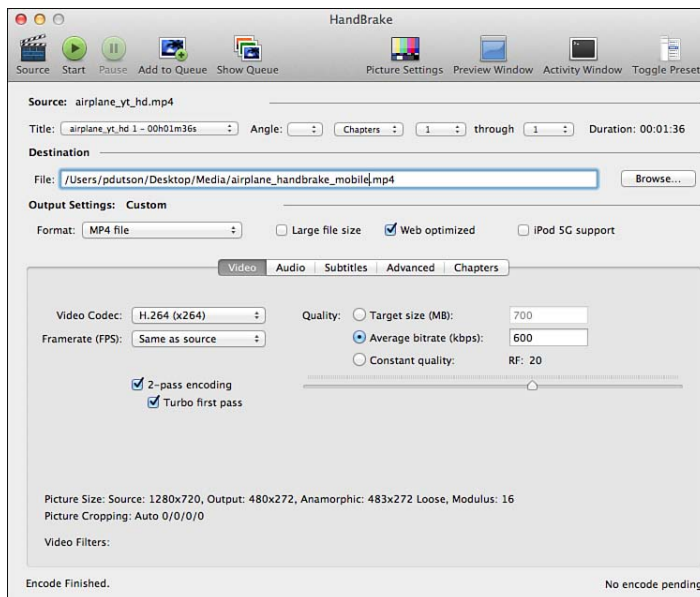 HandBrake
Source Start Pause Add to Queue Show Queue Picture Settings Preview Window Activity Window Toggle Preset
Source: airplane_yt_hd.mp4
Title: airplane_yt_hd 1 - 00h01m36s Angle: Chapters 1 through 1 Duration: 00:01:36
Destination
File: /Users/pdutson/Desktop/Media/airplane_handbrake_mobile.mp4 Browse...
Output Settings: Custom
Format: MP4 file Large file size Web optimized iPod 5G support
Video Audio Subtitles Advanced Chapters
Video Codec: H.264 (x264) Quality: Target size (MB): 700
Framerate (FPS): Same as source Average bitrate (kbps): 600
Constant quality: RF: 20
2-pass encoding
Turbo first pass
Picture Size: Source: 1280x720, Output: 480x272, Anamorphic: 483x272 Loose, Modulus: 16
Picture Cropping: Auto 0/0/0/0
Video Filters:
Encode Finished. No encode pending